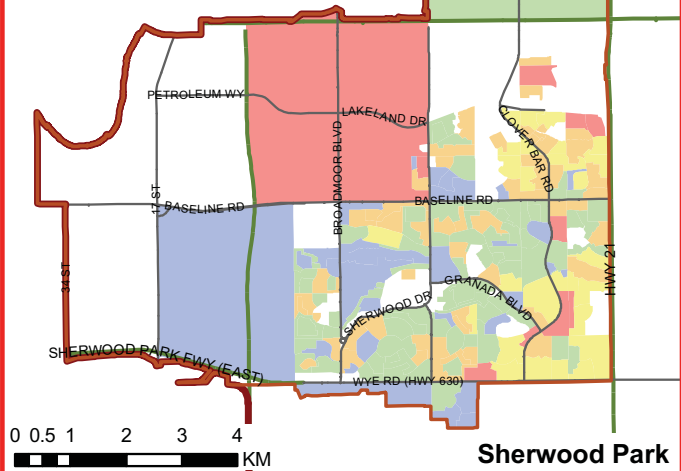 PETROLEUM WY
LAKELAND DR
CLOVER BAR RD
BROADMOOR BLVD
17 ST
BASELINE RD
BASELINE RD
34 ST
HWY 21
GRANADA BLVD
SHERWOOD DR
SHERWOOD PARK FWY (EAST)
WYE RD (HWY 630)
0 0.5 1 2 3 4
KM
Sherwood Park